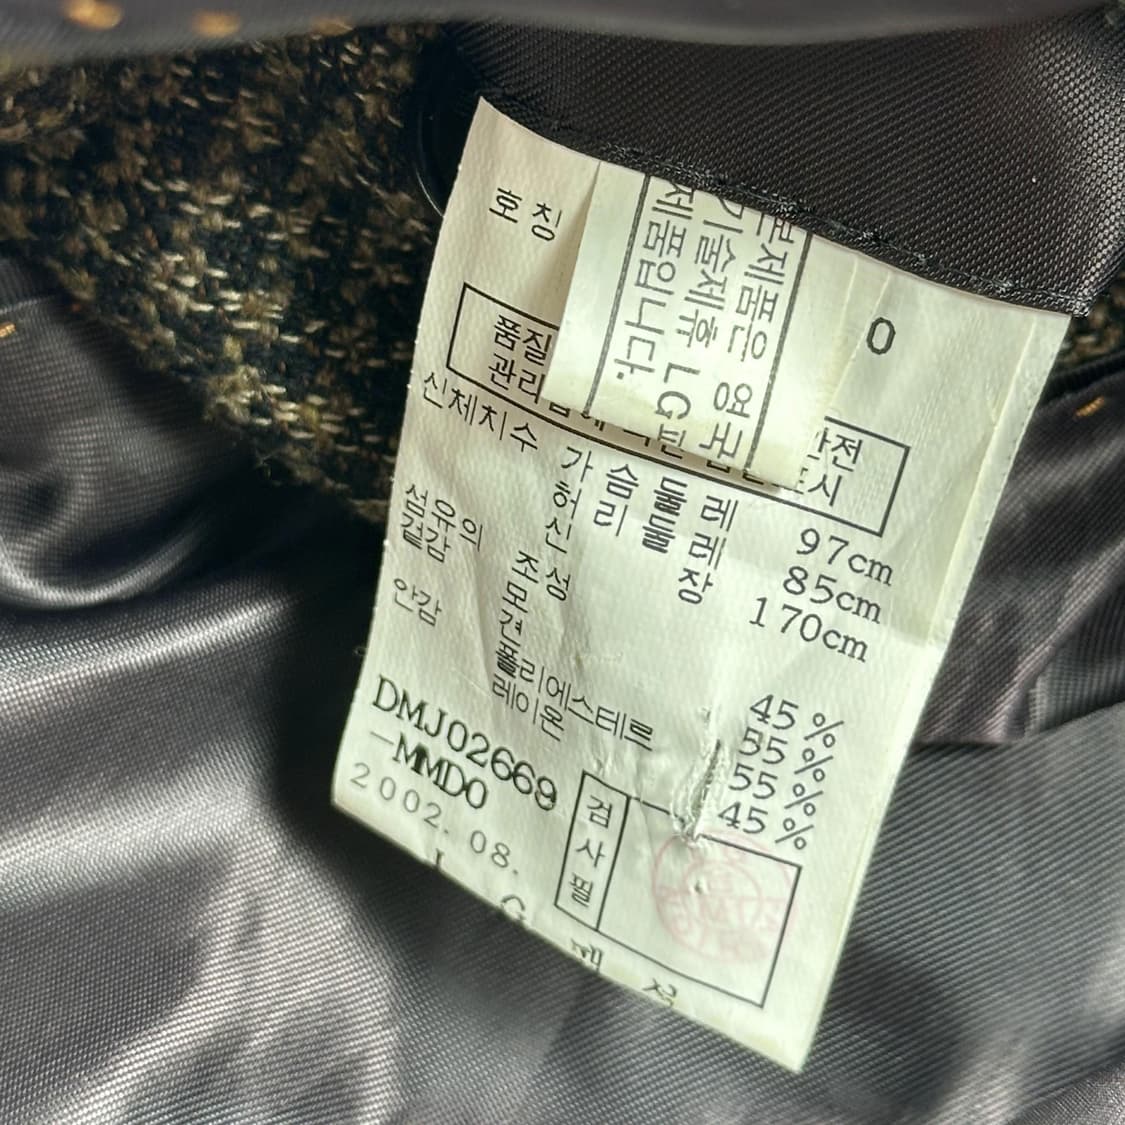 호칭
0
본제품은 영국
기술제휴 LG
제품입니다.
품질
관리
안전
표시
신체치수 가슴둘레 97cm
허리둘레 85cm
신장 170cm
섬유의 조성
겉감 모 45%
견 55%
안감 폴리에스테르 55%
레이온 45%
DMJ02669
-MMD0
2002.08.
검사필
LG패션